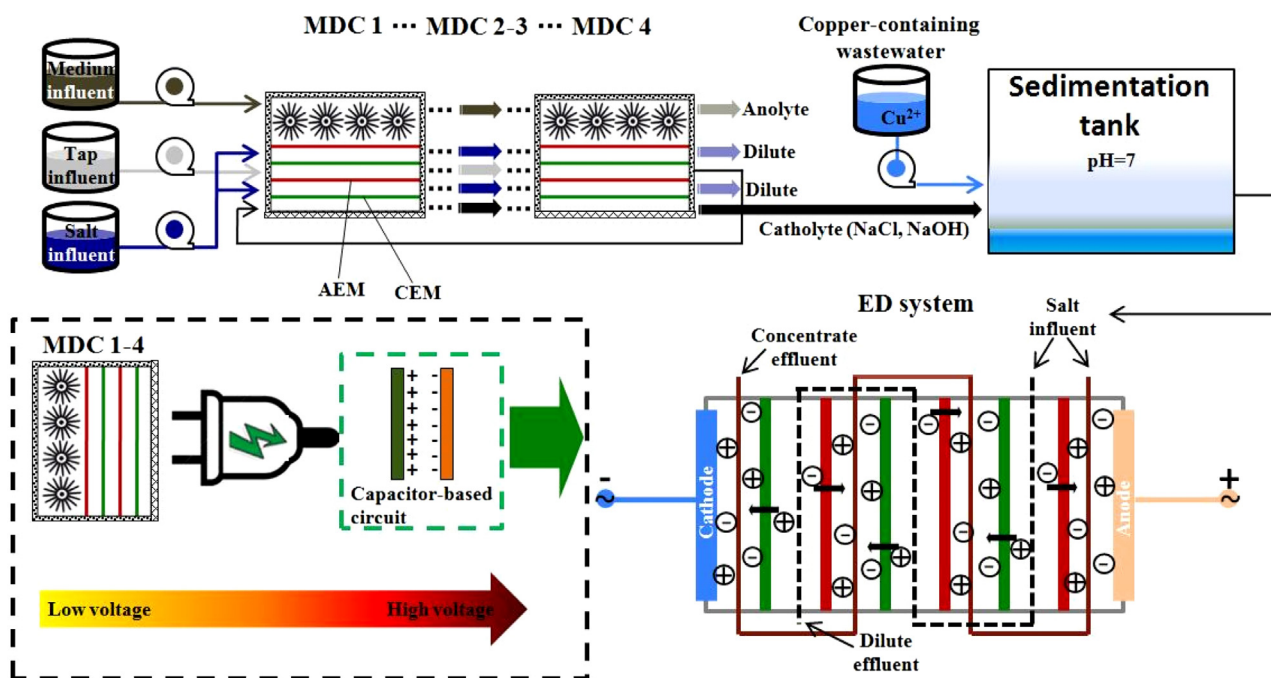 MDC 1 ··· MDC 2-3 ··· MDC 4
Medium
influent
Tap
influent
Salt
influent
AEM
CEM
Anolyte
Dilute
Dilute
Catholyte (NaCl, NaOH)
Copper-containing
wastewater
Cu²⁺
Sedimentation
tank
pH=7
MDC 1-4
Capacitor-based
circuit
Low voltage
High voltage
ED system
Concentrate
effluent
Salt
influent
Cathode
Anode
Dilute
effluent